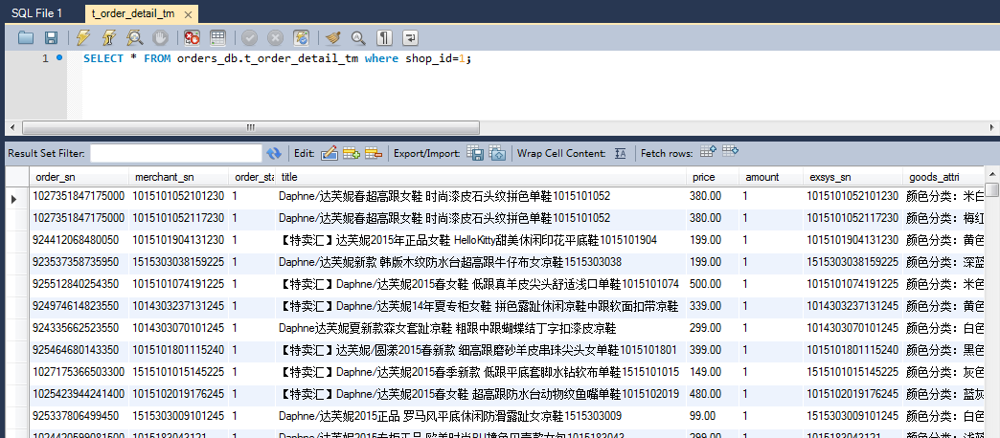 SQL File 1 t_order_detail_tm
1 SELECT * FROM orders_db.t_order_detail_tm where shop_id=1;
Result Set Filter: Edit: Export/Import: Wrap Cell Content: Fetch rows:
order_sn merchant_sn order_sta title price amount exsys_sn goods_attri
1027351847175000 1015101052101230 1 Daphne/达芙妮春超高跟女鞋 时尚漆皮石头纹拼色单鞋1015101052 380.00 1 1015101052101230 颜色分类：米白
1027351847175000 1015101052117230 1 Daphne/达芙妮春超高跟女鞋 时尚漆皮石头纹拼色单鞋1015101052 380.00 1 1015101052117230 颜色分类：梅红
924412068480050 1015101904131230 1 【特卖汇】达芙妮2015年正品女鞋 HelloKitty甜美休闲印花平底鞋1015101904 199.00 1 1015101904131230 颜色分类：黄色
923537358735950 1515303038159225 1 Daphne/达芙妮新款 韩版木纹防水台超高跟牛仔布女凉鞋1515303038 199.00 1 1515303038159225 颜色分类：深蓝
925512840254350 1015101074191225 1 【特卖汇】Daphne/达芙妮2015春女鞋 低跟真羊皮尖头舒适浅口单鞋1015101074 500.00 1 1015101074191225 颜色分类：米色
924974614823550 1014303237131245 1 【特卖汇】Daphne/达芙妮14年夏专柜女鞋 拼色露趾休闲凉鞋中跟软面扣带凉鞋 339.00 1 1014303237131245 颜色分类：黄色
924335662523550 1014303070101245 1 Daphne达芙妮夏新款森女套趾凉鞋 粗跟中跟蝴蝶结丁字扣漆皮凉鞋 299.00 1 1014303070101245 颜色分类：白色
925464680143350 1015101801115240 1 【特卖汇】达芙妮/圆漾2015春新款 细高跟磨砂羊皮串珠尖头女单鞋1015101801 399.00 1 1015101801115240 颜色分类：黑色
1027175366503300 1515101015145225 1 Daphne/达芙妮2015春季新款 低跟平底套脚水钻软布单鞋1515101015 149.00 1 1515101015145225 颜色分类：灰色
1025423944241400 1015102019176245 1 Daphne/达芙妮2015春女鞋 超高跟防水台动物纹鱼嘴单鞋1015102019 480.00 1 1015102019176245 颜色分类：蓝灰
925337806499450 1515303009101245 1 Daphne/达芙妮2015正品 罗马风平底休闲防滑露趾女凉鞋1515303009 99.00 1 1515303009101245 颜色分类：白色